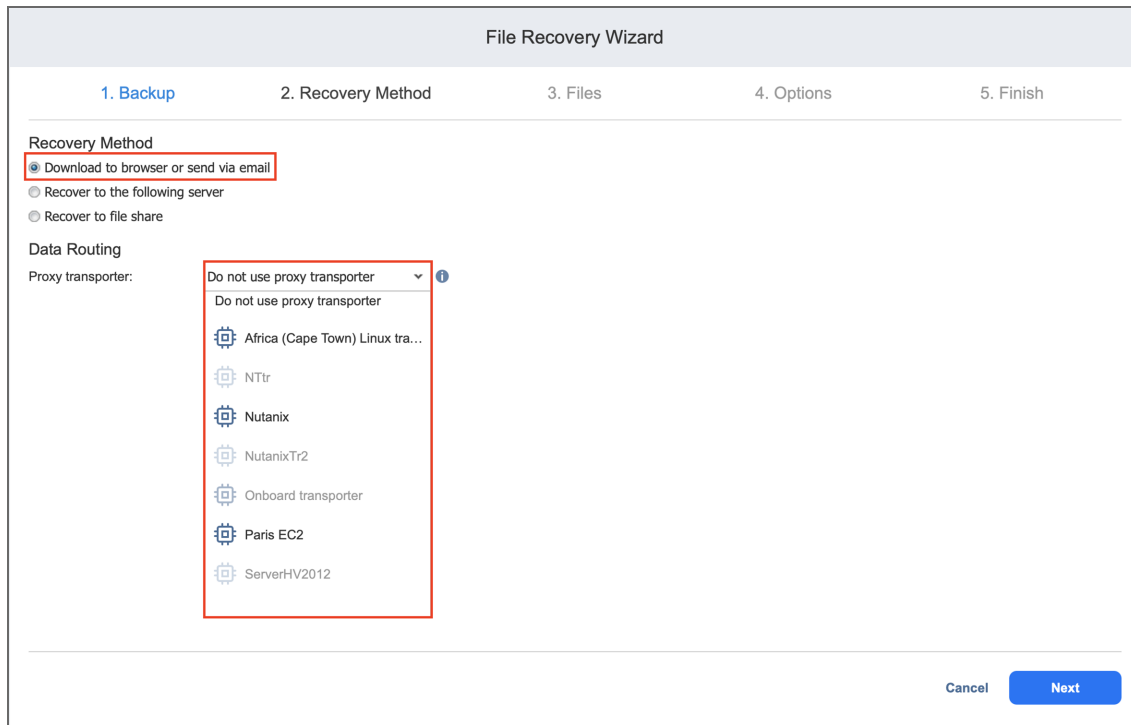 File Recovery Wizard
1. Backup 2. Recovery Method 3. Files 4. Options 5. Finish
Recovery Method
Download to browser or send via email
Recover to the following server
Recover to file share
Data Routing
Proxy transporter: Do not use proxy transporter
Do not use proxy transporter
Africa (Cape Town) Linux tra...
NTtr
Nutanix
NutanixTr2
Onboard transporter
Paris EC2
ServerHV2012
Cancel Next